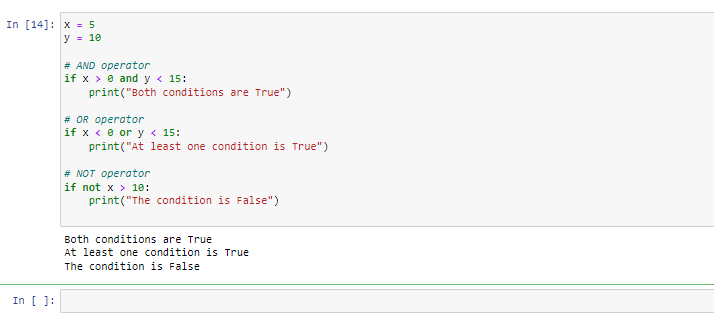 In [14]: x = 5
y = 10
# AND operator
if x > 0 and y < 15:
    print("Both conditions are True")
# OR operator
if x < 0 or y < 15:
    print("At least one condition is True")
# NOT operator
if not x > 10:
    print("The condition is False")
Both conditions are True
At least one condition is True
The condition is False
In [ ]: